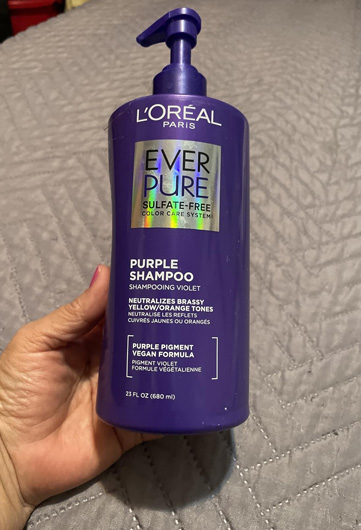 L'ORÉAL
PARIS
EVER
PURE
SULFATE-FREE
COLOR CARE SYSTEM
PURPLE
SHAMPOO
SHAMPOOING VIOLET
NEUTRALIZES BRASSY
YELLOW/ORANGE TONES
NEUTRALISE LES REFLETS
CUIVRÉS JAUNES OU ORANGÉS
PURPLE PIGMENT
VEGAN FORMULA
PIGMENT VIOLET
FORMULE VÉGÉTALIENNE
23 FL OZ (680 ml)